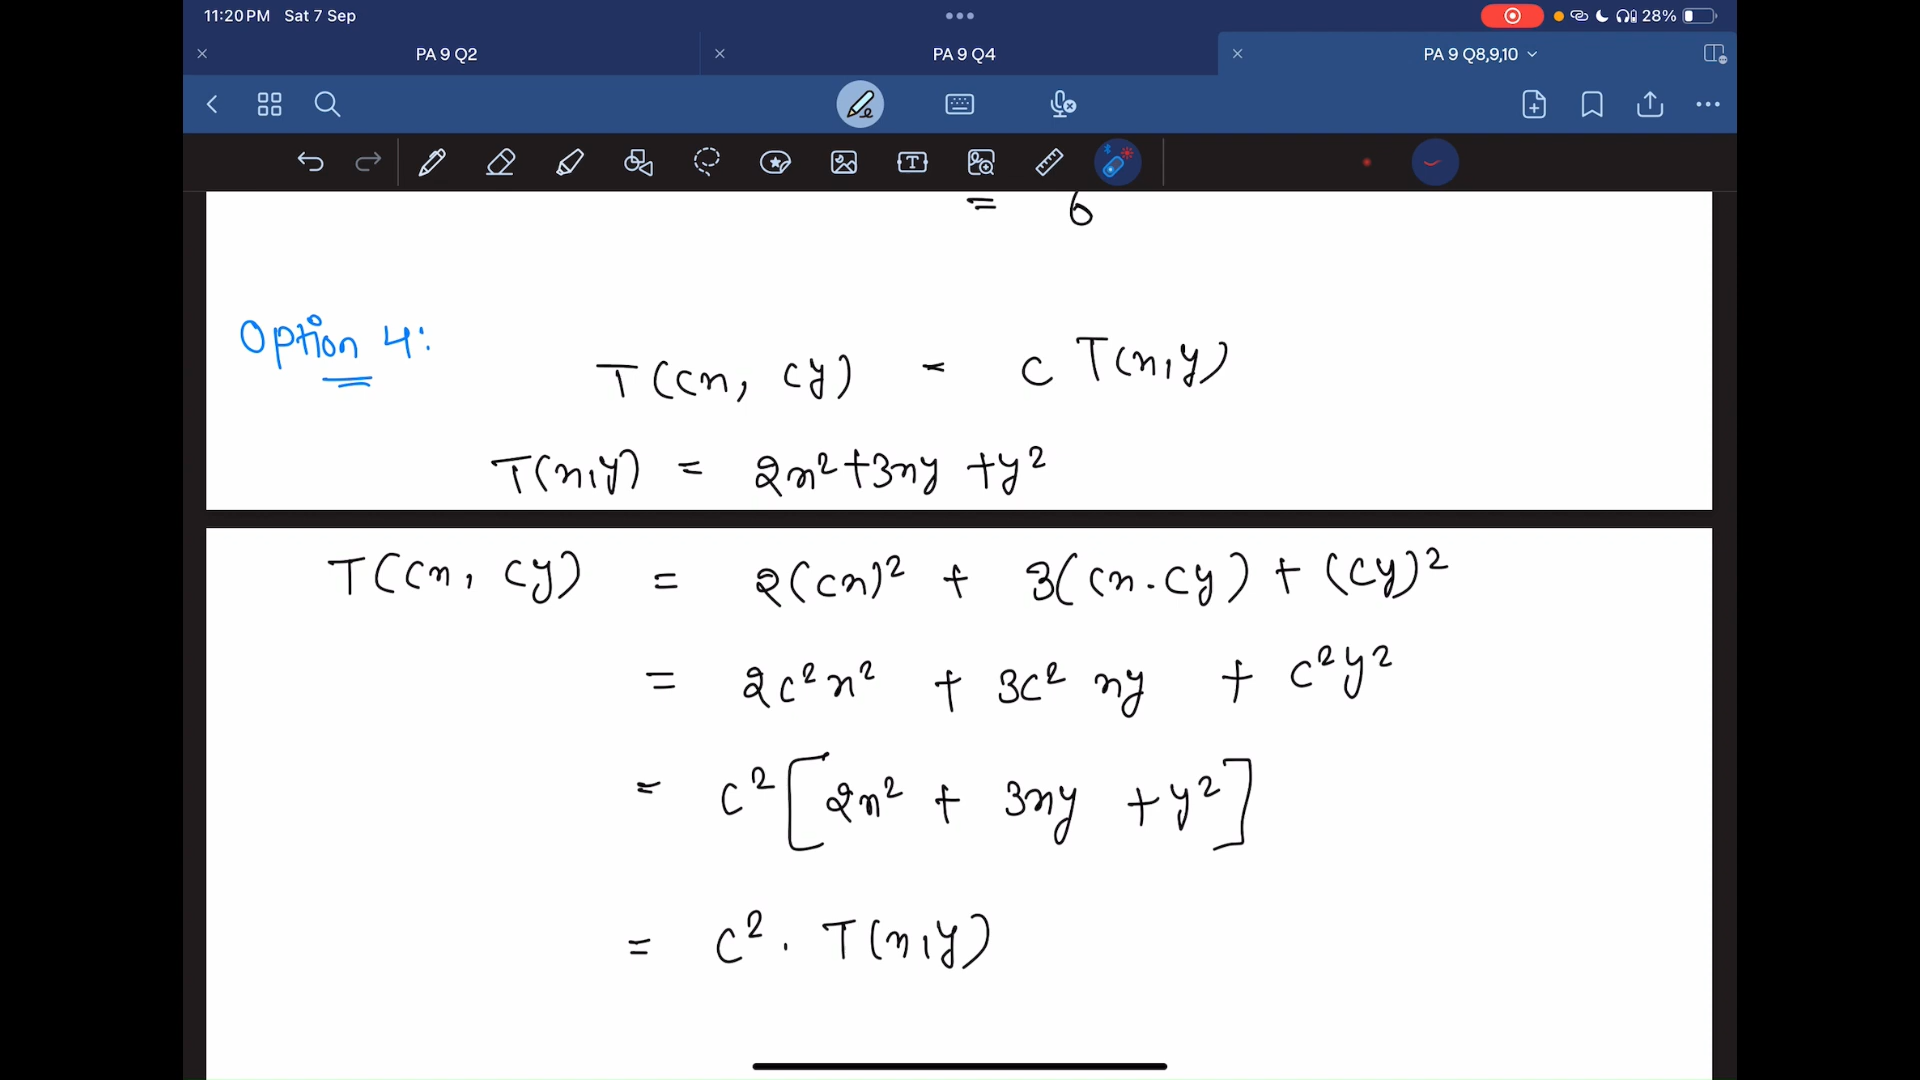 11:20 PM Sat 7 Sep 28%
PA 9 Q2 PA 9 Q4 PA 9 Q8,9,10
= 6
Option 4:
T(cx, cy) = c T(x,y)
T(x,y) = 2x²+3xy +y²
T(cx, cy) = 2(cx)² + 3(cx·cy) + (cy)²
= 2c²x² + 3c² xy + c²y²
= c² [2x² + 3xy + y²]
= c² · T(x,y)